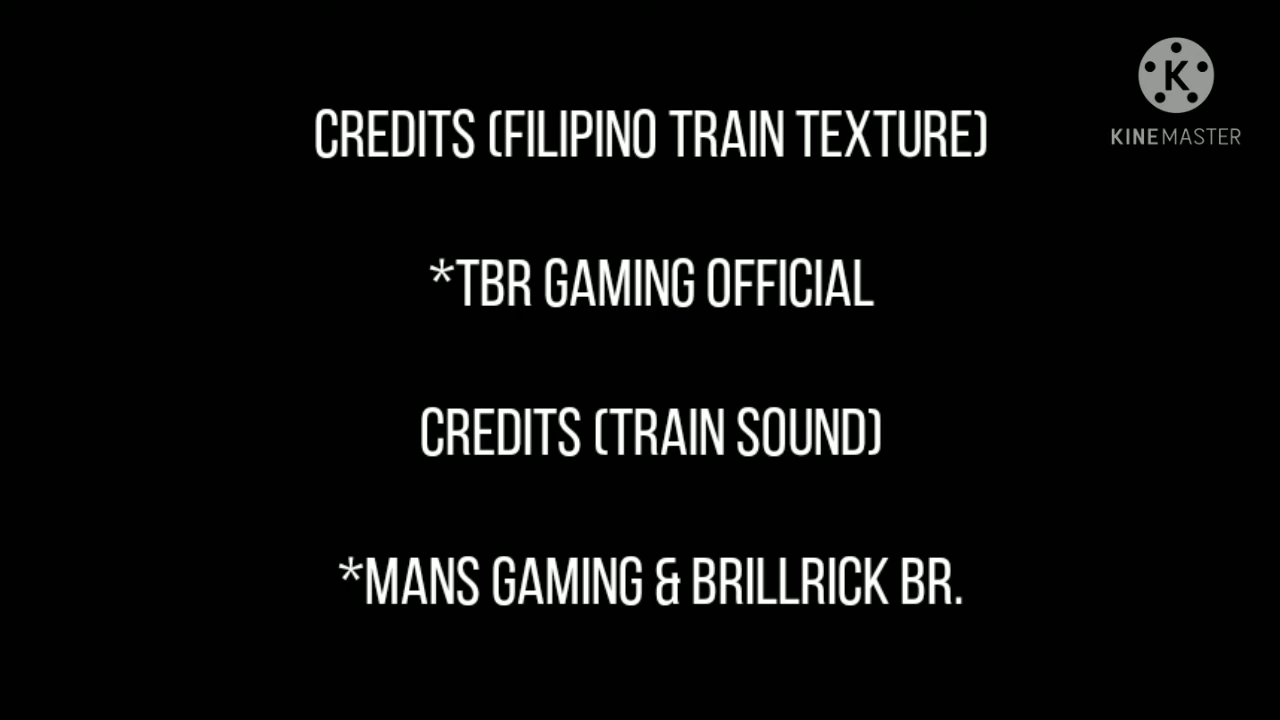 K
KINEMASTER
CREDITS (FILIPINO TRAIN TEXTURE)
*TBR GAMING OFFICIAL
CREDITS (TRAIN SOUND)
*MANS GAMING & BRILLRICK BR.